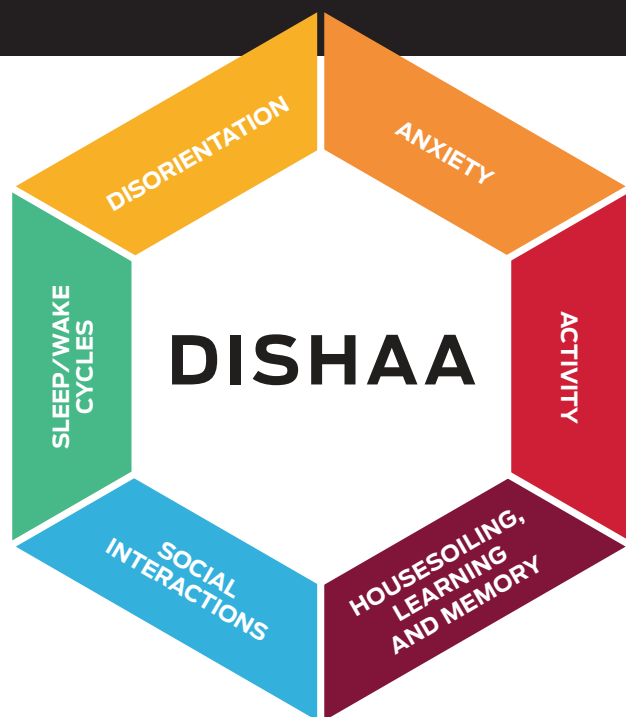 DISORIENTATION
ANXIETY
SLEEP/WAKE
CYCLES
DISHAA
ACTIVITY
SOCIAL
INTERACTIONS
HOUSESOILING,
LEARNING
AND MEMORY